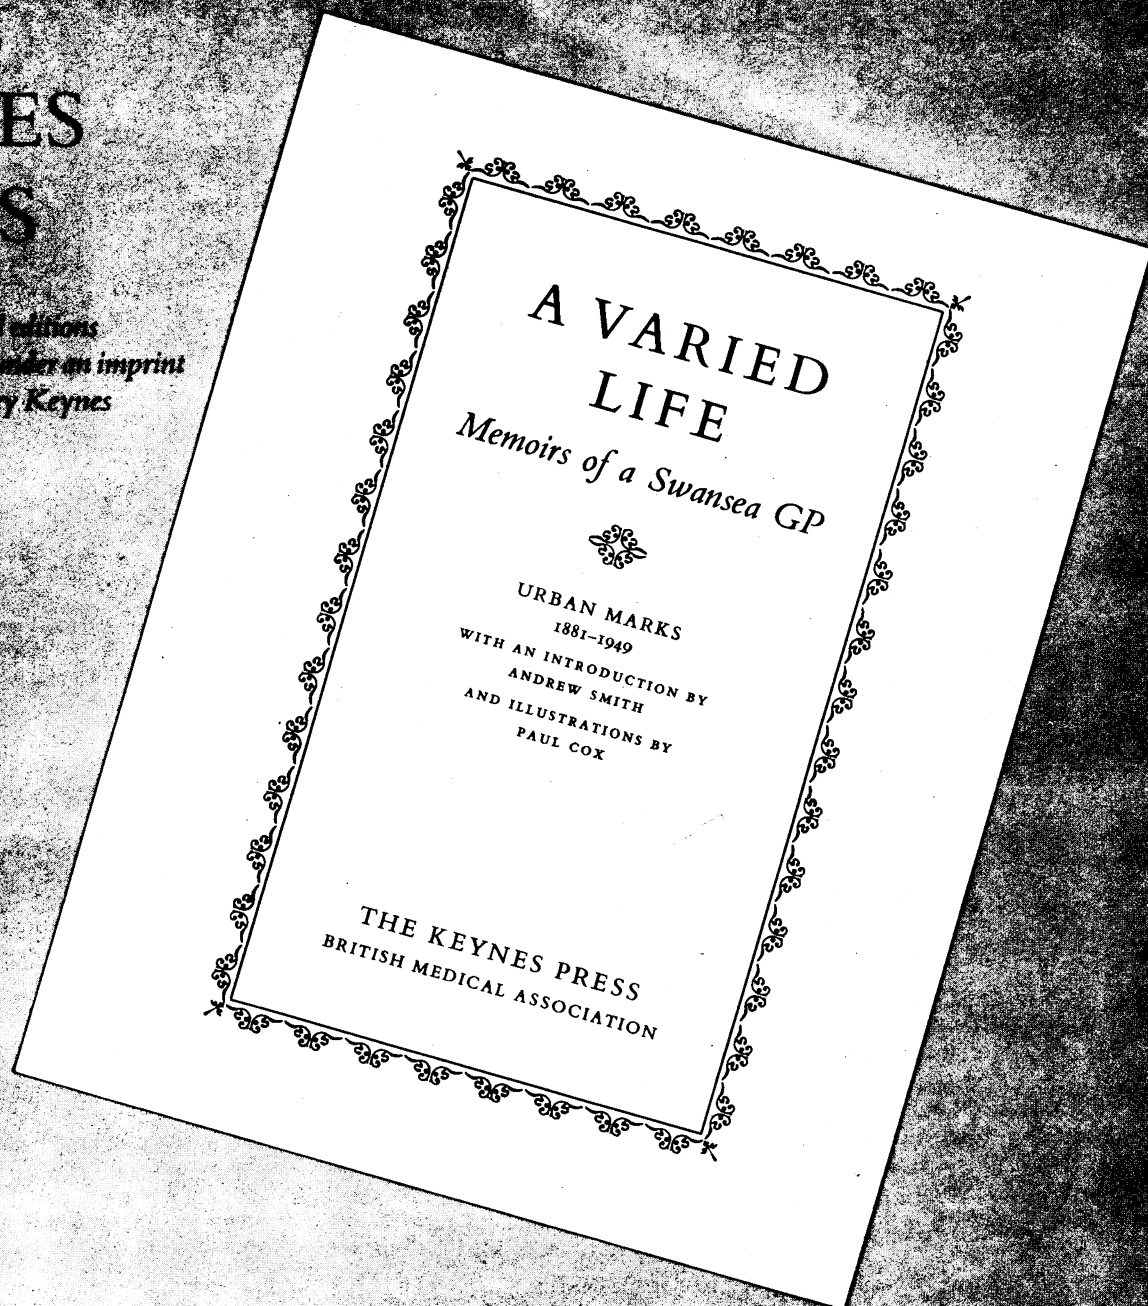 ES
S
editions
under an imprint
ry Keynes
A VARIED
LIFE
Memoirs of a Swansea GP
URBAN MARKS
1881–1949
WITH AN INTRODUCTION BY
ANDREW SMITH
AND ILLUSTRATIONS BY
PAUL COX
THE KEYNES PRESS
BRITISH MEDICAL ASSOCIATION